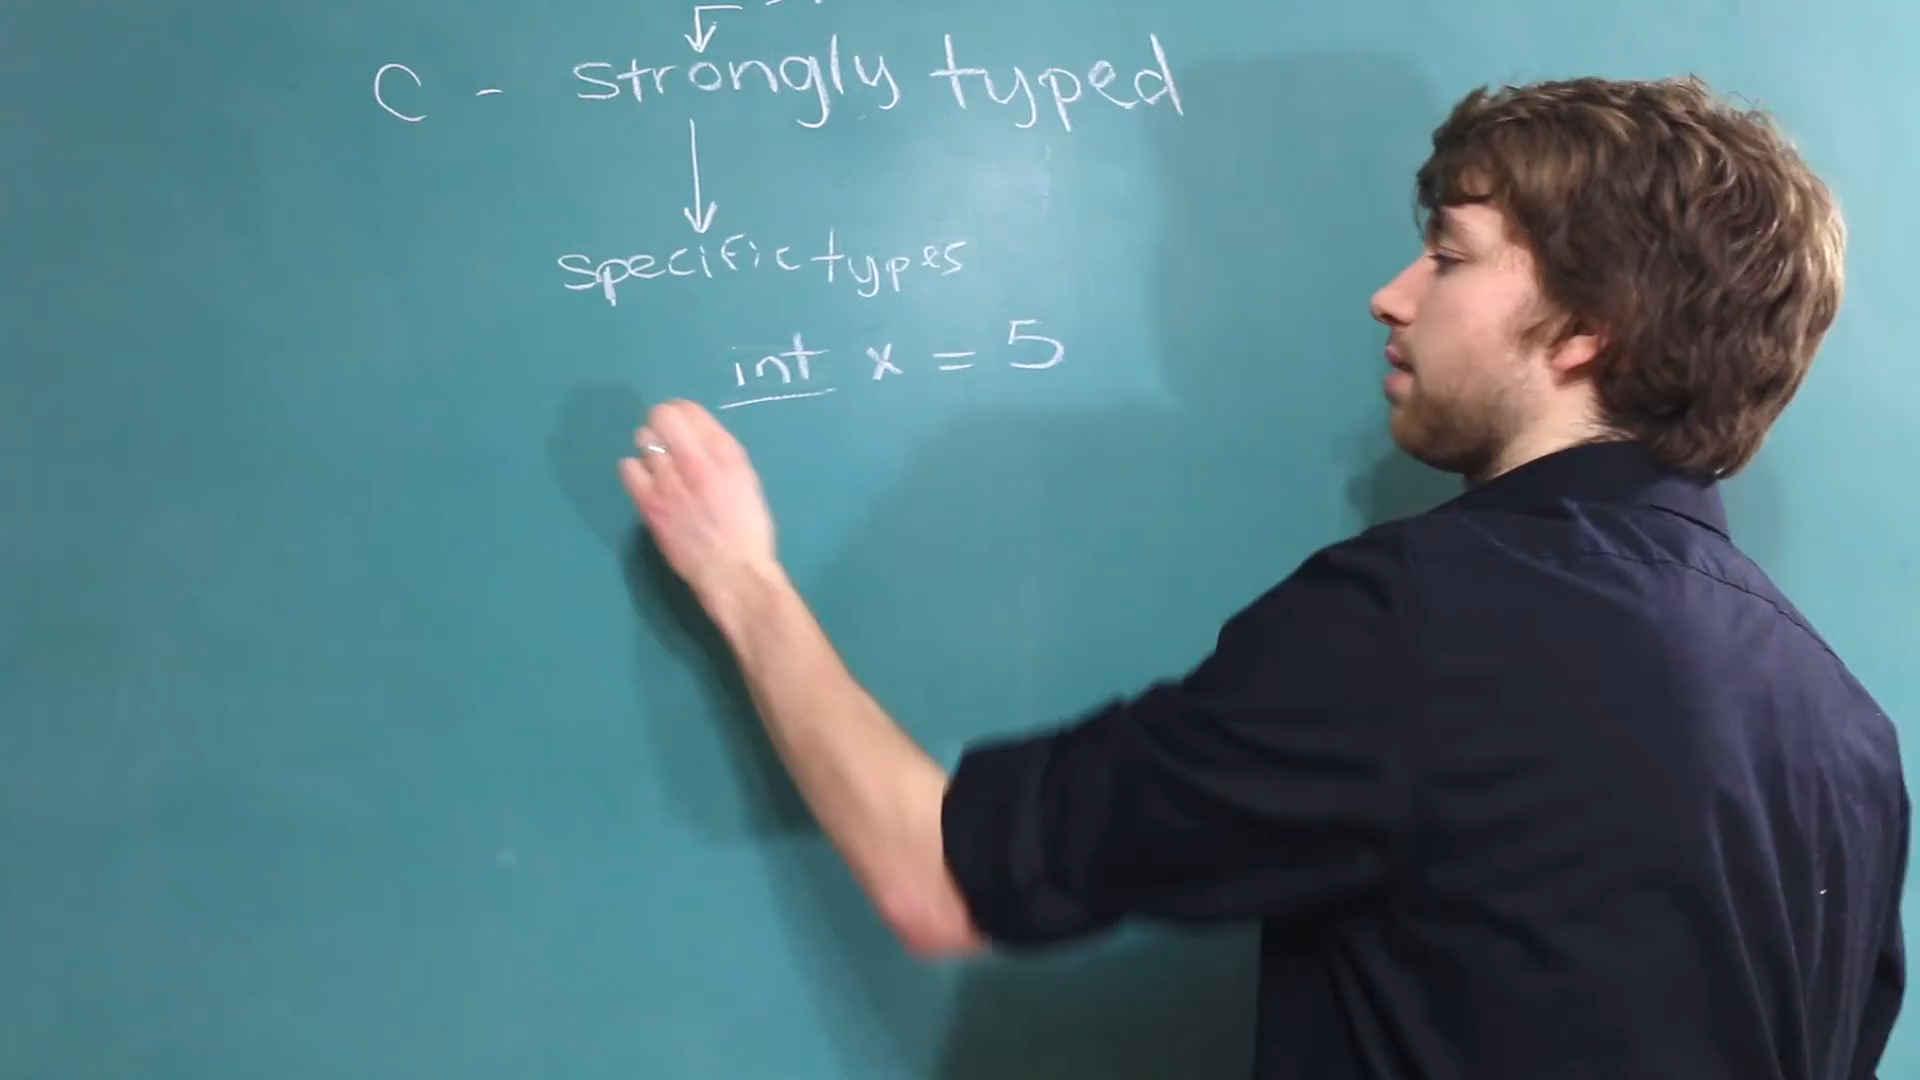 C - strongly typed
specific types
int x = 5